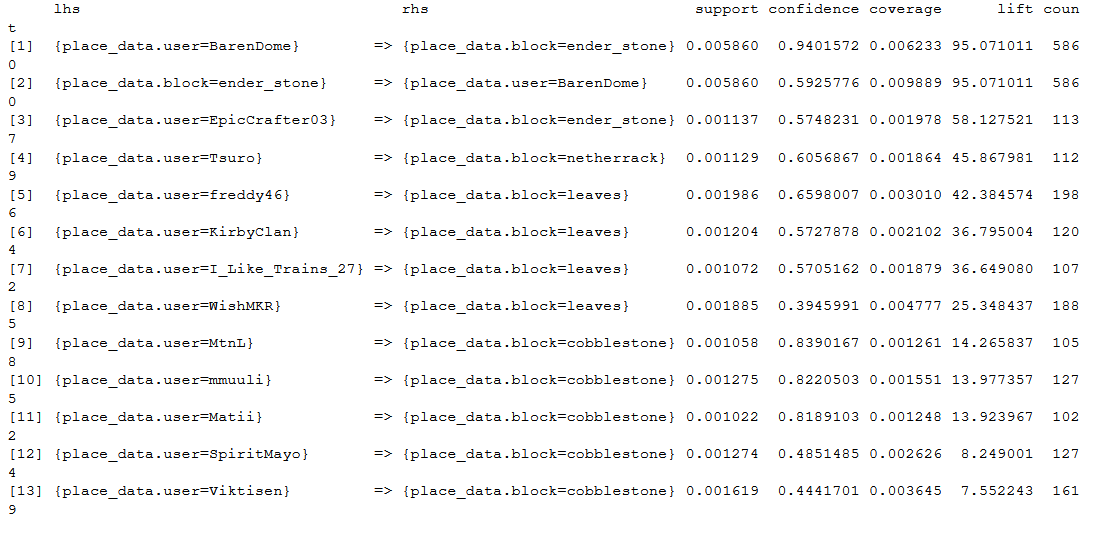 lhs rhs support confidence coverage lift coun
t
[1] {place_data.user=BarenDome} => {place_data.block=ender_stone} 0.005860 0.9401572 0.006233 95.071011 586
0
[2] {place_data.block=ender_stone} => {place_data.user=BarenDome} 0.005860 0.5925776 0.009889 95.071011 586
0
[3] {place_data.user=EpicCrafter03} => {place_data.block=ender_stone} 0.001137 0.5748231 0.001978 58.127521 113
7
[4] {place_data.user=Tsuro} => {place_data.block=netherrack} 0.001129 0.6056867 0.001864 45.867981 112
9
[5] {place_data.user=freddy46} => {place_data.block=leaves} 0.001986 0.6598007 0.003010 42.384574 198
6
[6] {place_data.user=KirbyClan} => {place_data.block=leaves} 0.001204 0.5727878 0.002102 36.795004 120
4
[7] {place_data.user=I_Like_Trains_27} => {place_data.block=leaves} 0.001072 0.5705162 0.001879 36.649080 107
2
[8] {place_data.user=WishMKR} => {place_data.block=leaves} 0.001885 0.3945991 0.004777 25.348437 188
5
[9] {place_data.user=MtnL} => {place_data.block=cobblestone} 0.001058 0.8390167 0.001261 14.265837 105
8
[10] {place_data.user=mmuuli} => {place_data.block=cobblestone} 0.001275 0.8220503 0.001551 13.977357 127
5
[11] {place_data.user=Matii} => {place_data.block=cobblestone} 0.001022 0.8189103 0.001248 13.923967 102
2
[12] {place_data.user=SpiritMayo} => {place_data.block=cobblestone} 0.001274 0.4851485 0.002626 8.249001 127
4
[13] {place_data.user=Viktisen} => {place_data.block=cobblestone} 0.001619 0.4441701 0.003645 7.552243 161
9